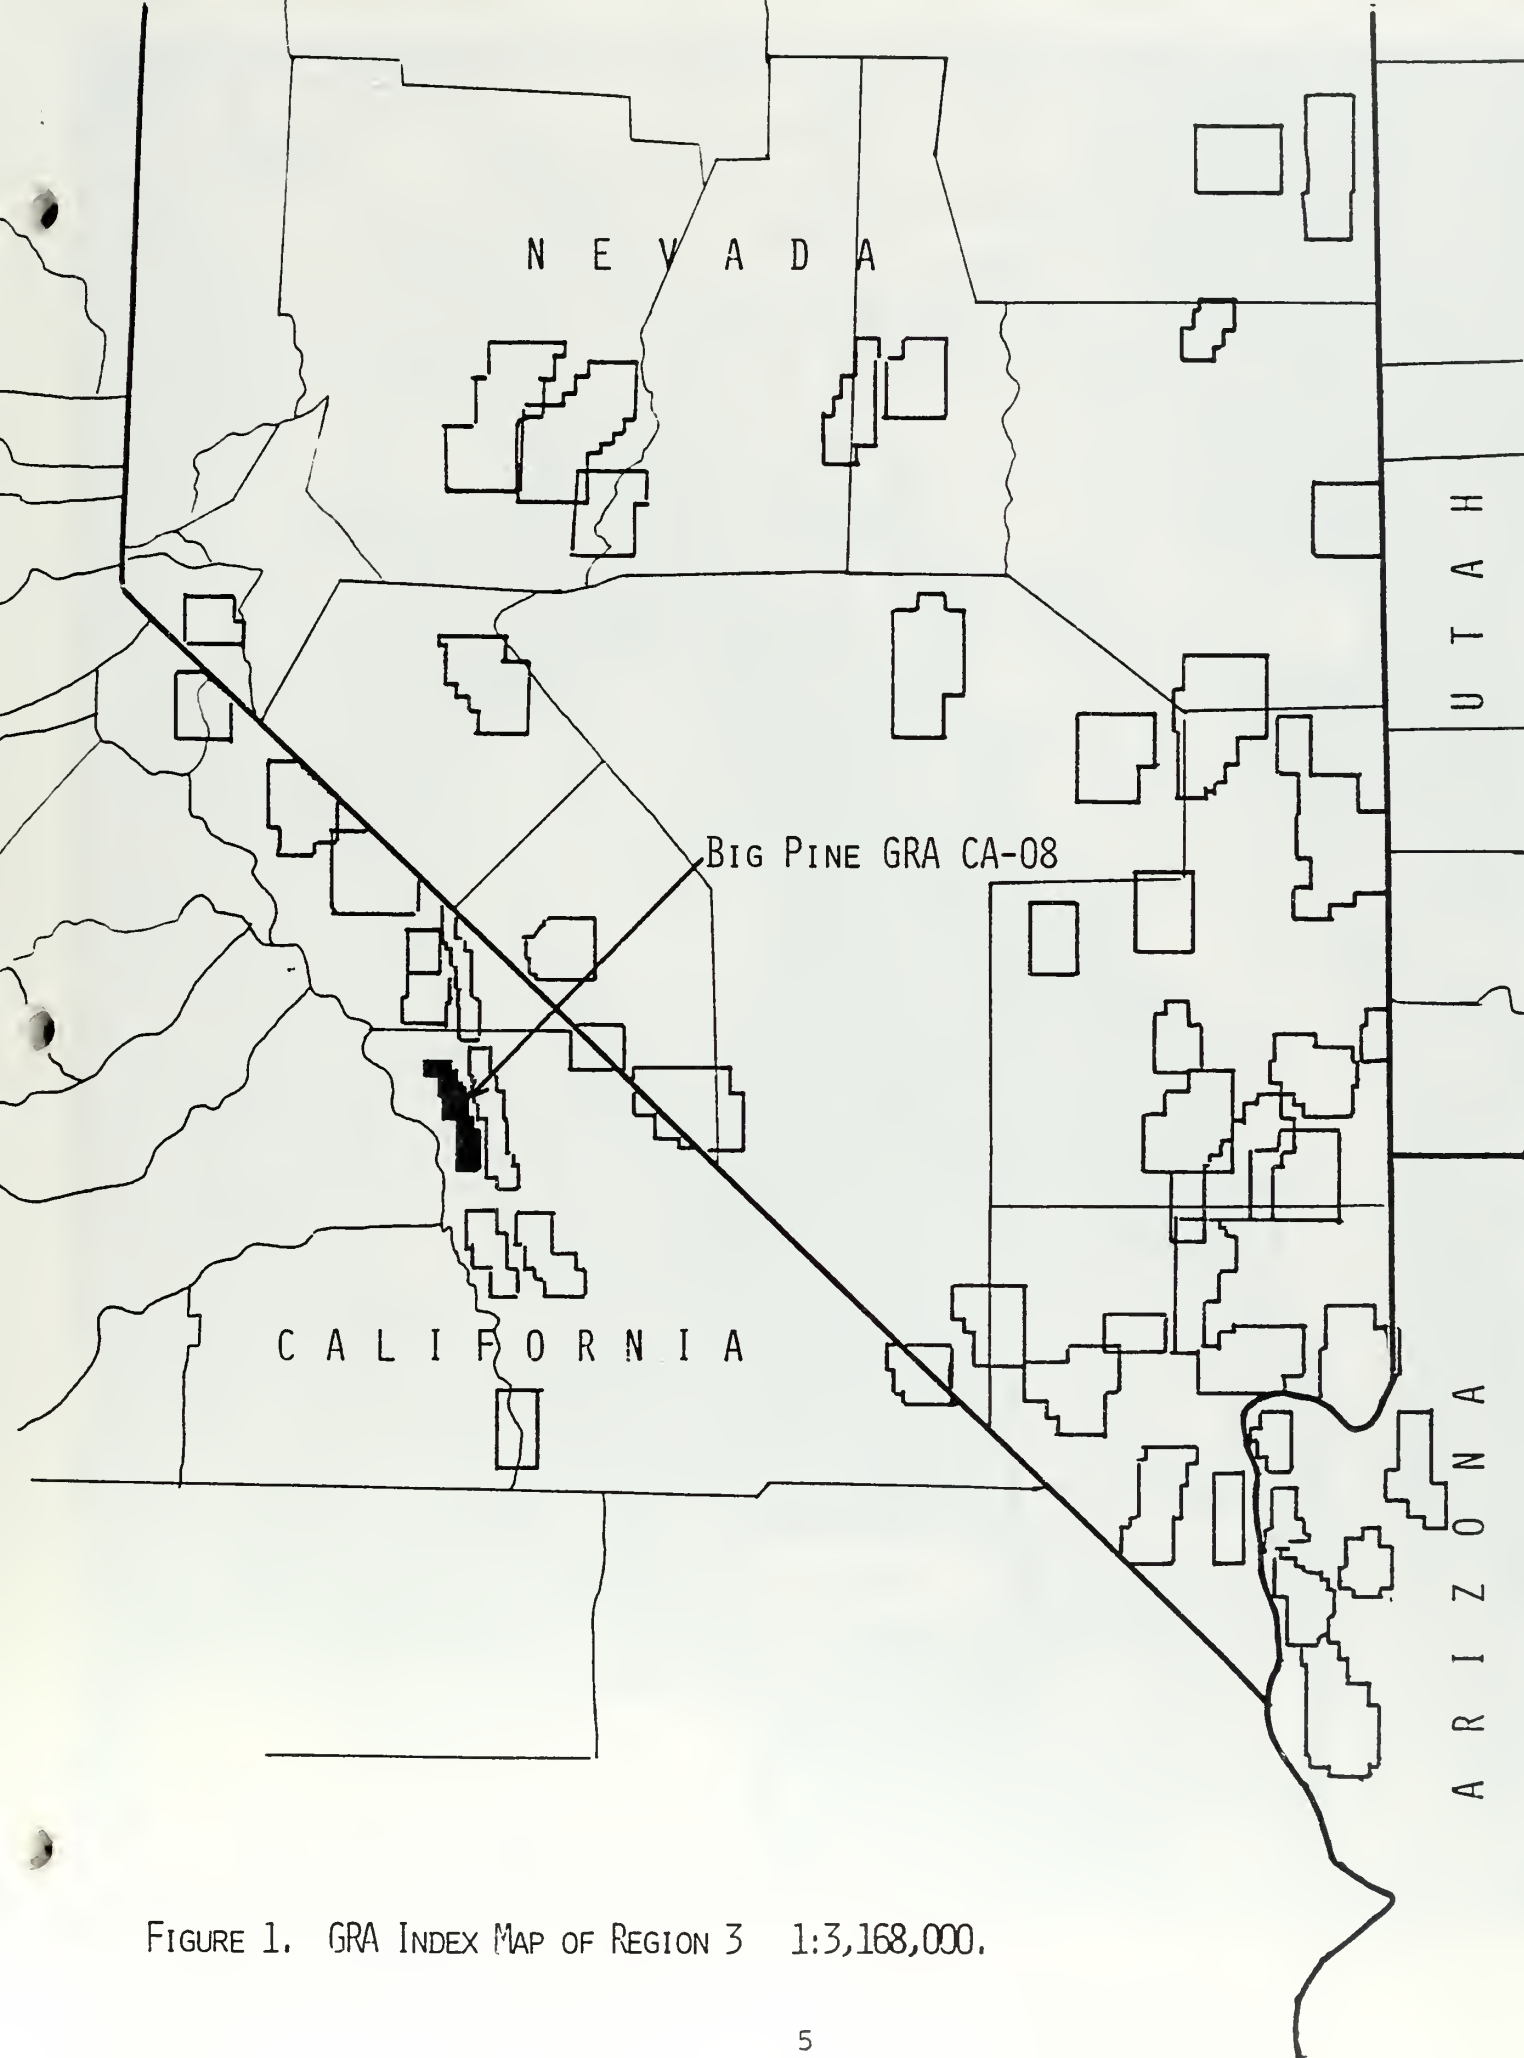 N E V A D A
U T A H
BIG PINE GRA CA-08
C A L I F O R N I A
A R I Z O N A
FIGURE 1. GRA INDEX MAP OF REGION 3 1:3,168,000.
5